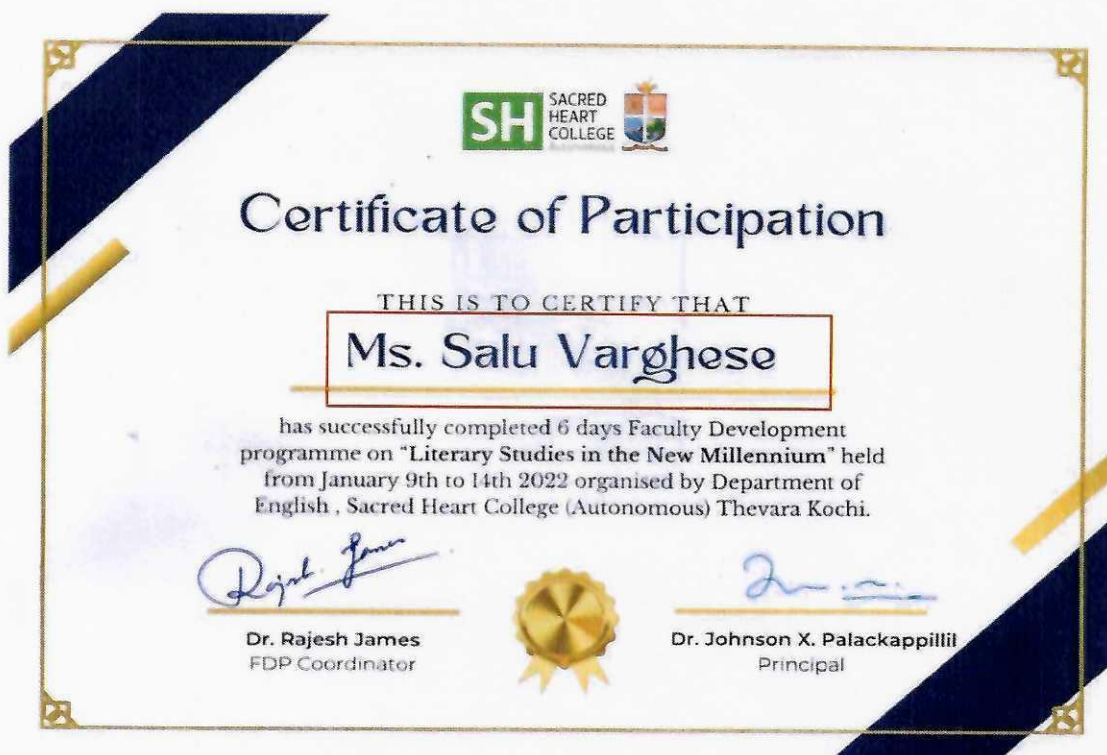 SH SACRED
HEART
COLLEGE
Autonomous
Certificate of Participation
THIS IS TO CERTIFY THAT
Ms. Salu Varghese
has successfully completed 6 days Faculty Development
programme on "Literary Studies in the New Millennium" held
from January 9th to 14th 2022 organised by Department of
English , Sacred Heart College (Autonomous) Thevara Kochi.
Rajesh James
Dr. Rajesh James
FDP Coordinator
Dr. Johnson X. Palackappillil
Principal